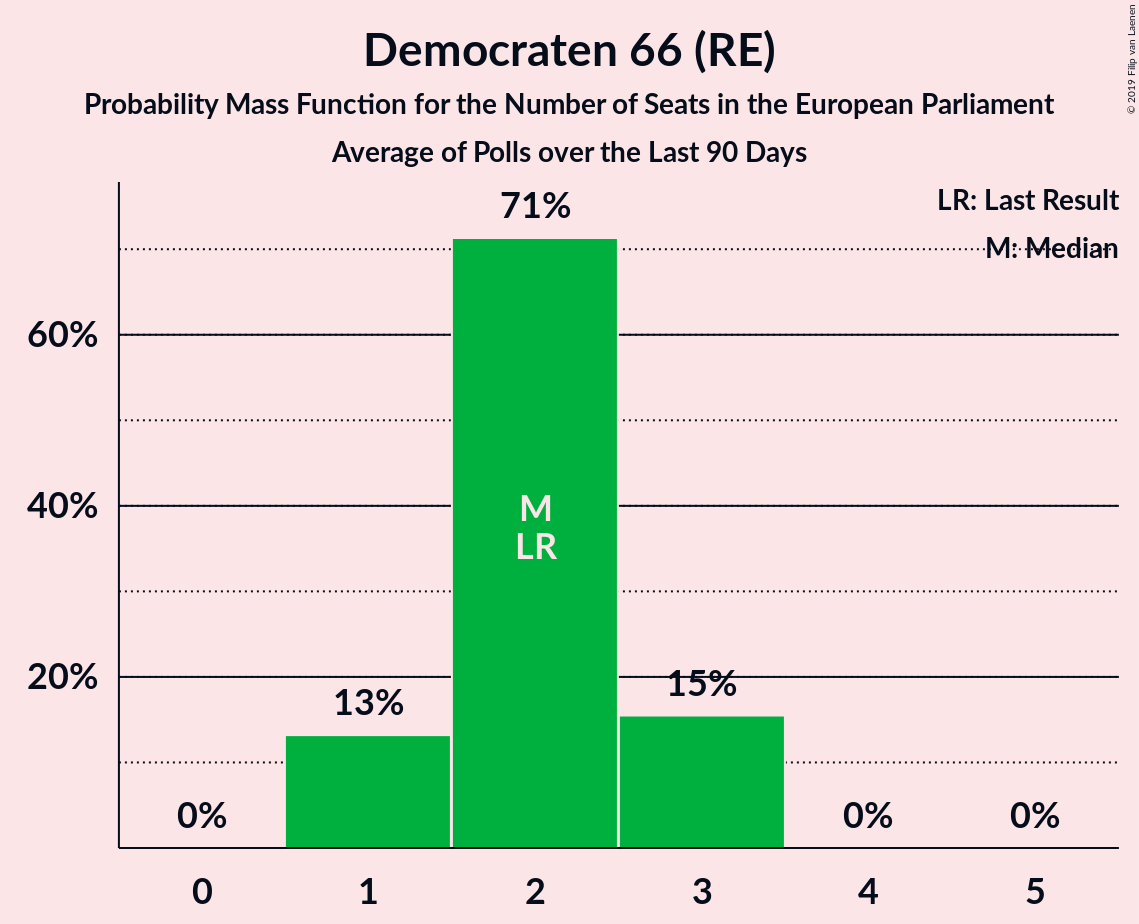 Democraten 66 (RE)
Probability Mass Function for the Number of Seats in the European Parliament
Average of Polls over the Last 90 Days
© 2019 Filip van Laenen
LR: Last Result
M: Median
71%
60%
40%
20%
M
LR
13%
15%
0%
0%
0%
0 1 2 3 4 5